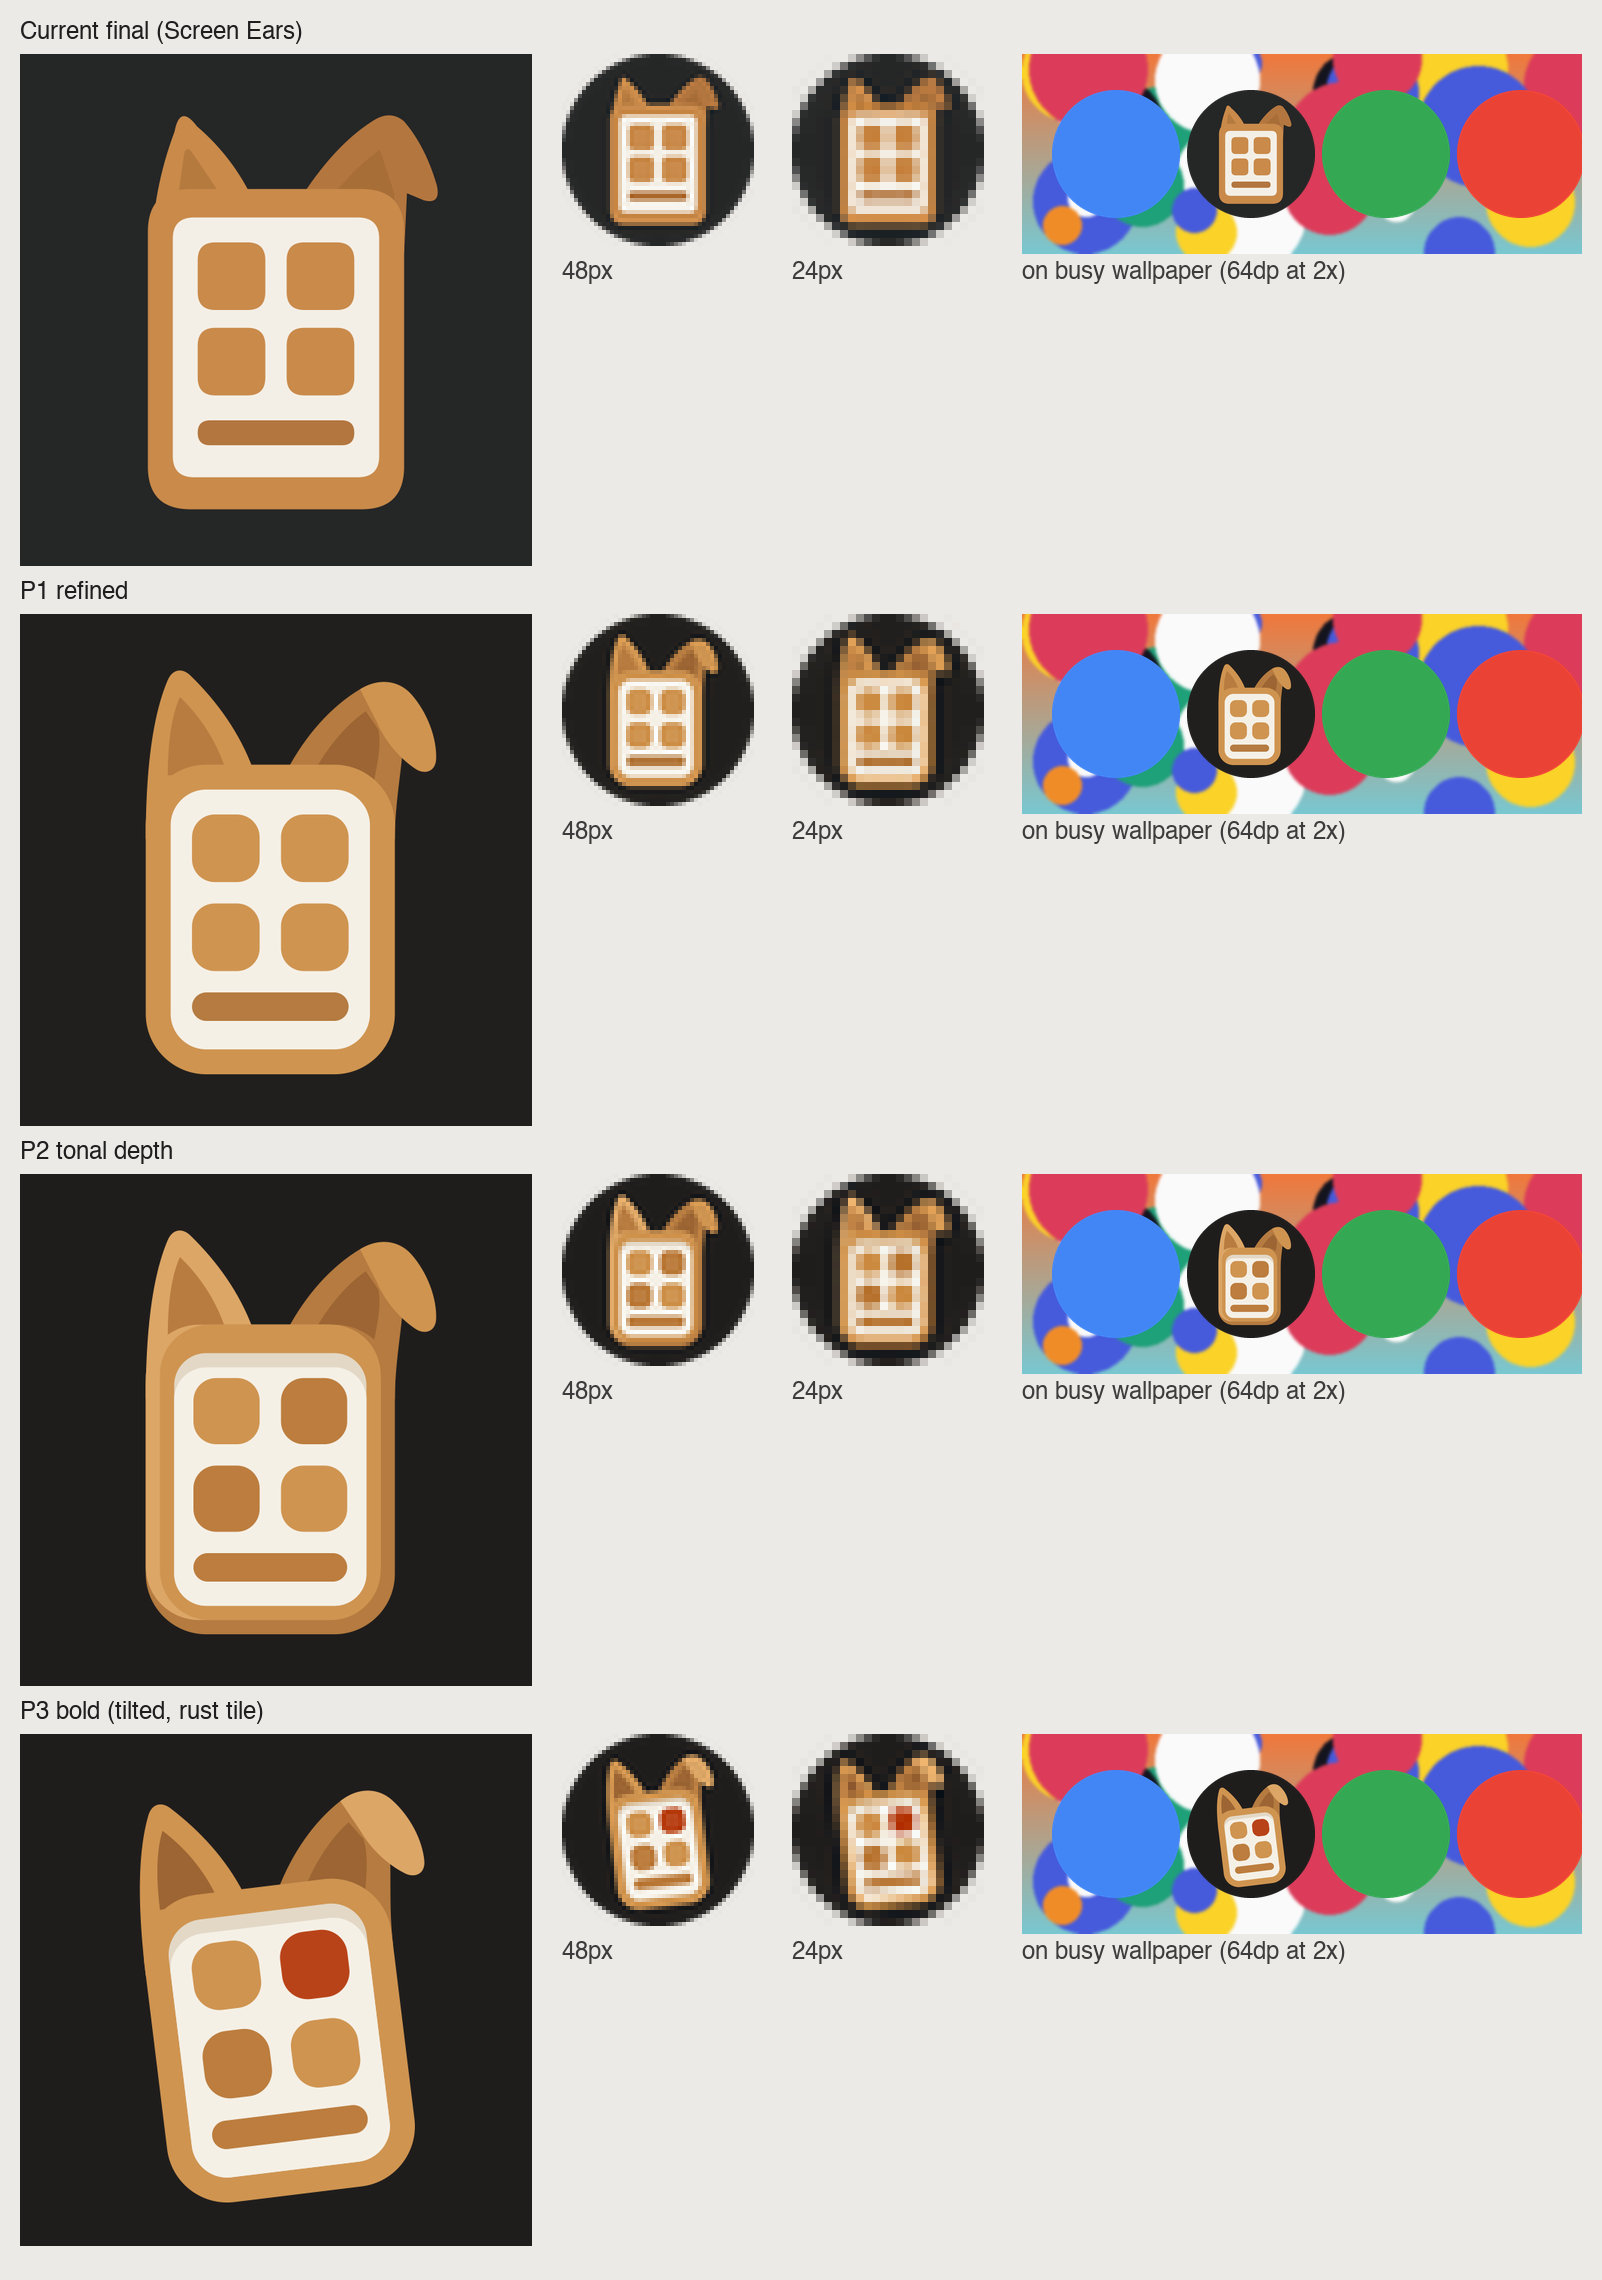 Current final (Screen Ears)
48px
24px
on busy wallpaper (64dp at 2x)
P1 refined
48px
24px
on busy wallpaper (64dp at 2x)
P2 tonal depth
48px
24px
on busy wallpaper (64dp at 2x)
P3 bold (tilted, rust tile)
48px
24px
on busy wallpaper (64dp at 2x)